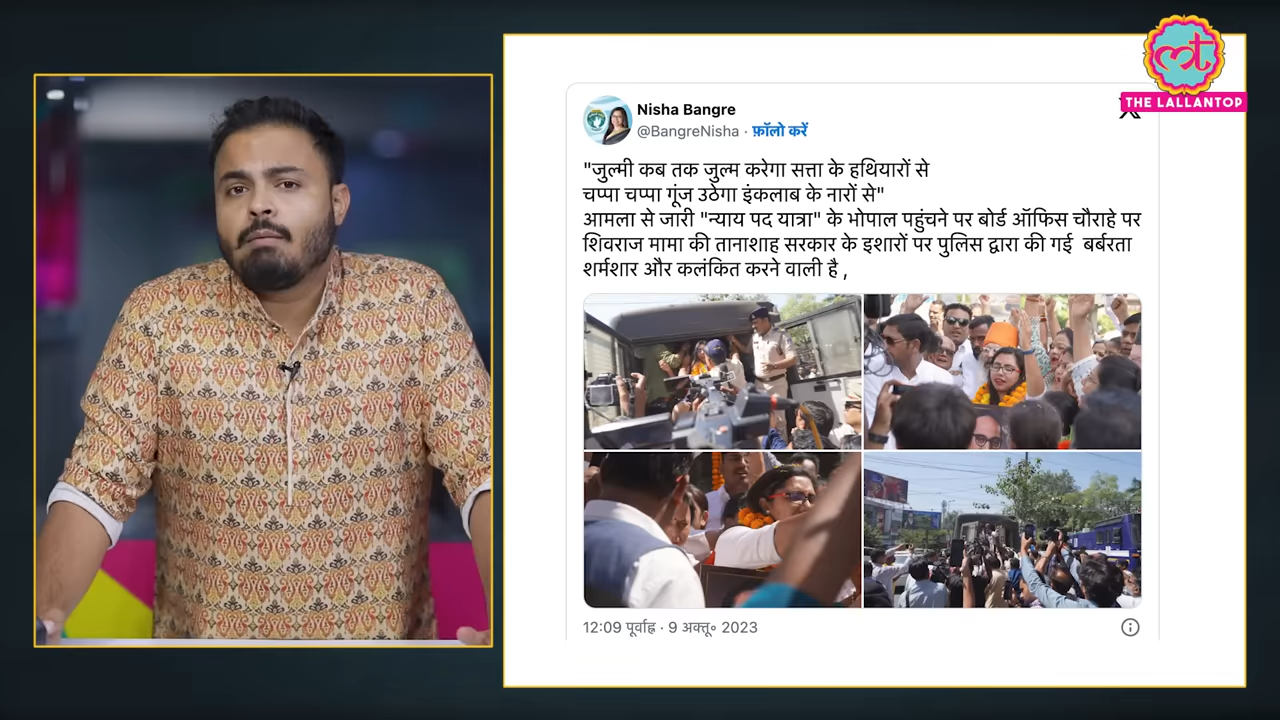 mt
THE LALLANTOP
Nisha Bangre
@BangreNisha · फ़ॉलो करें
"जुल्मी कब तक जुल्म करेगा सत्ता के हथियारों से
चप्पा चप्पा गूंज उठेगा इंकलाब के नारों से"
आमला से जारी "न्याय पद यात्रा" के भोपाल पहुंचने पर बोर्ड ऑफिस चौराहे पर
शिवराज मामा की तानाशाह सरकार के इशारों पर पुलिस द्वारा की गई बर्बरता
शर्मशार और कलंकित करने वाली है ,
12:09 पूर्वाह्न · 9 अक्तू॰ 2023